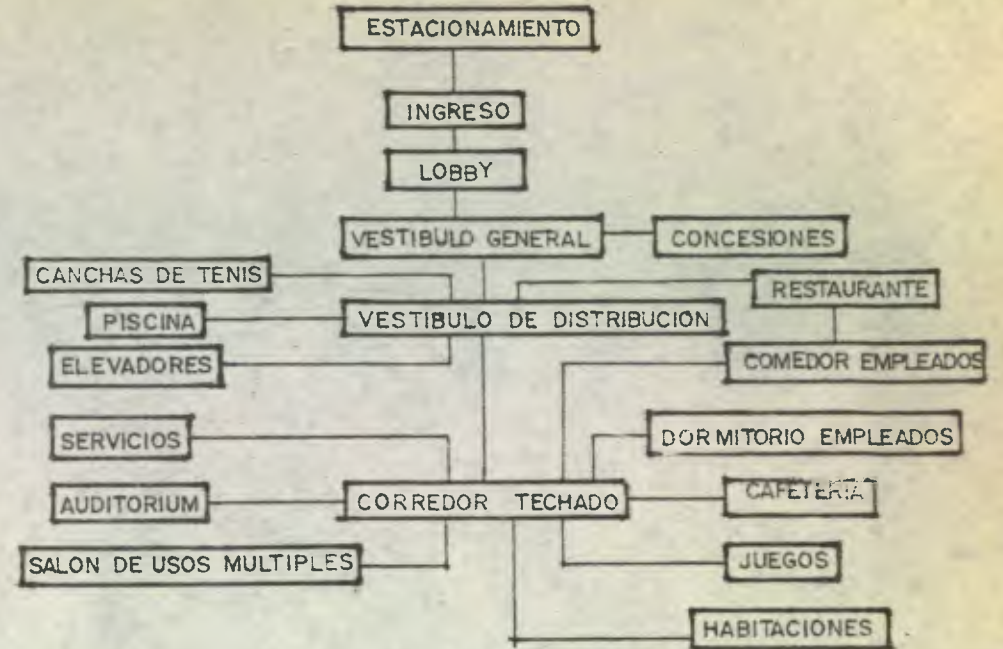 ESTACIONAMIENTO
INGRESO
LOBBY
VESTIBULO GENERAL
CONCESIONES
CANCHAS DE TENIS
RESTAURANTE
PISCINA
VESTIBULO DE DISTRIBUCION
ELEVADORES
COMEDOR EMPLEADOS
SERVICIOS
DORMITORIO EMPLEADOS
AUDITORIUM
CORREDOR TECHADO
CAFETERIA
SALON DE USOS MULTIPLES
JUEGOS
HABITACIONES